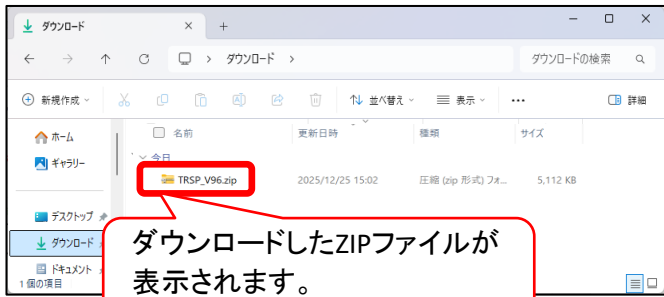 ダウンロード
ダウンロード
ダウンロードの検索
新規作成
並べ替え
表示
詳細
ホーム
ギャラリー
デスクトップ
ダウンロード
ドキュメント
1 個の項目
名前
更新日時
種類
サイズ
今日
TRSP_V96.zip
2025/12/25 15:02
圧縮 (zip 形式) フォ...
5,112 KB
ダウンロードしたZIPファイルが
表示されます。